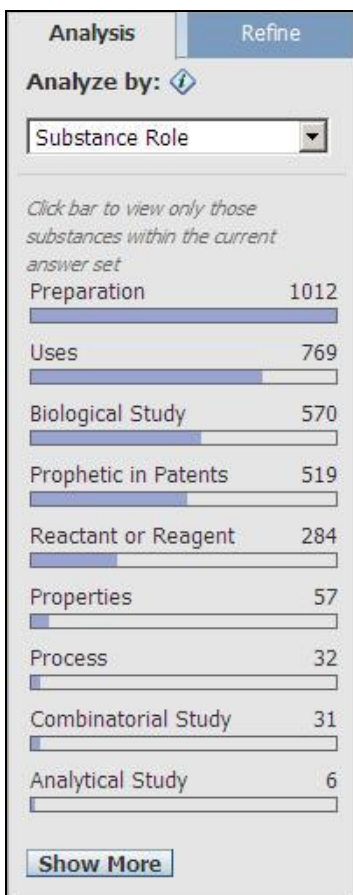 Analysis Refine
Analyze by:
Substance Role
Click bar to view only those
substances within the current
answer set
Preparation 1012
Uses 769
Biological Study 570
Prophetic in Patents 519
Reactant or Reagent 284
Properties 57
Process 32
Combinatorial Study 31
Analytical Study 6
Show More